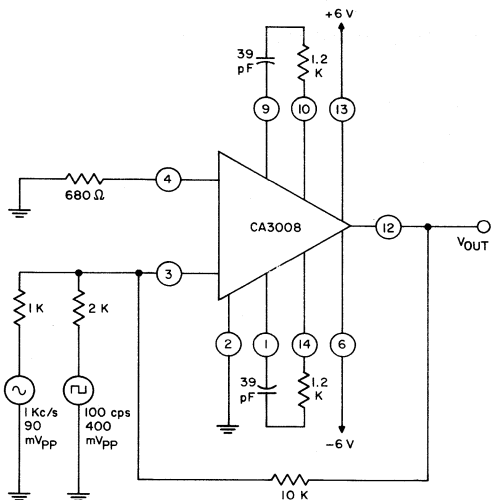 +6 V
39
pF
1.2
K
9
10
13
4
680 Ω
CA3008
12
VOUT
3
1 K
2 K
2
1
14
6
1 Kc/s
90
mVPP
100 cps
400
mVPP
39
pF
1.2
K
-6 V
10 K